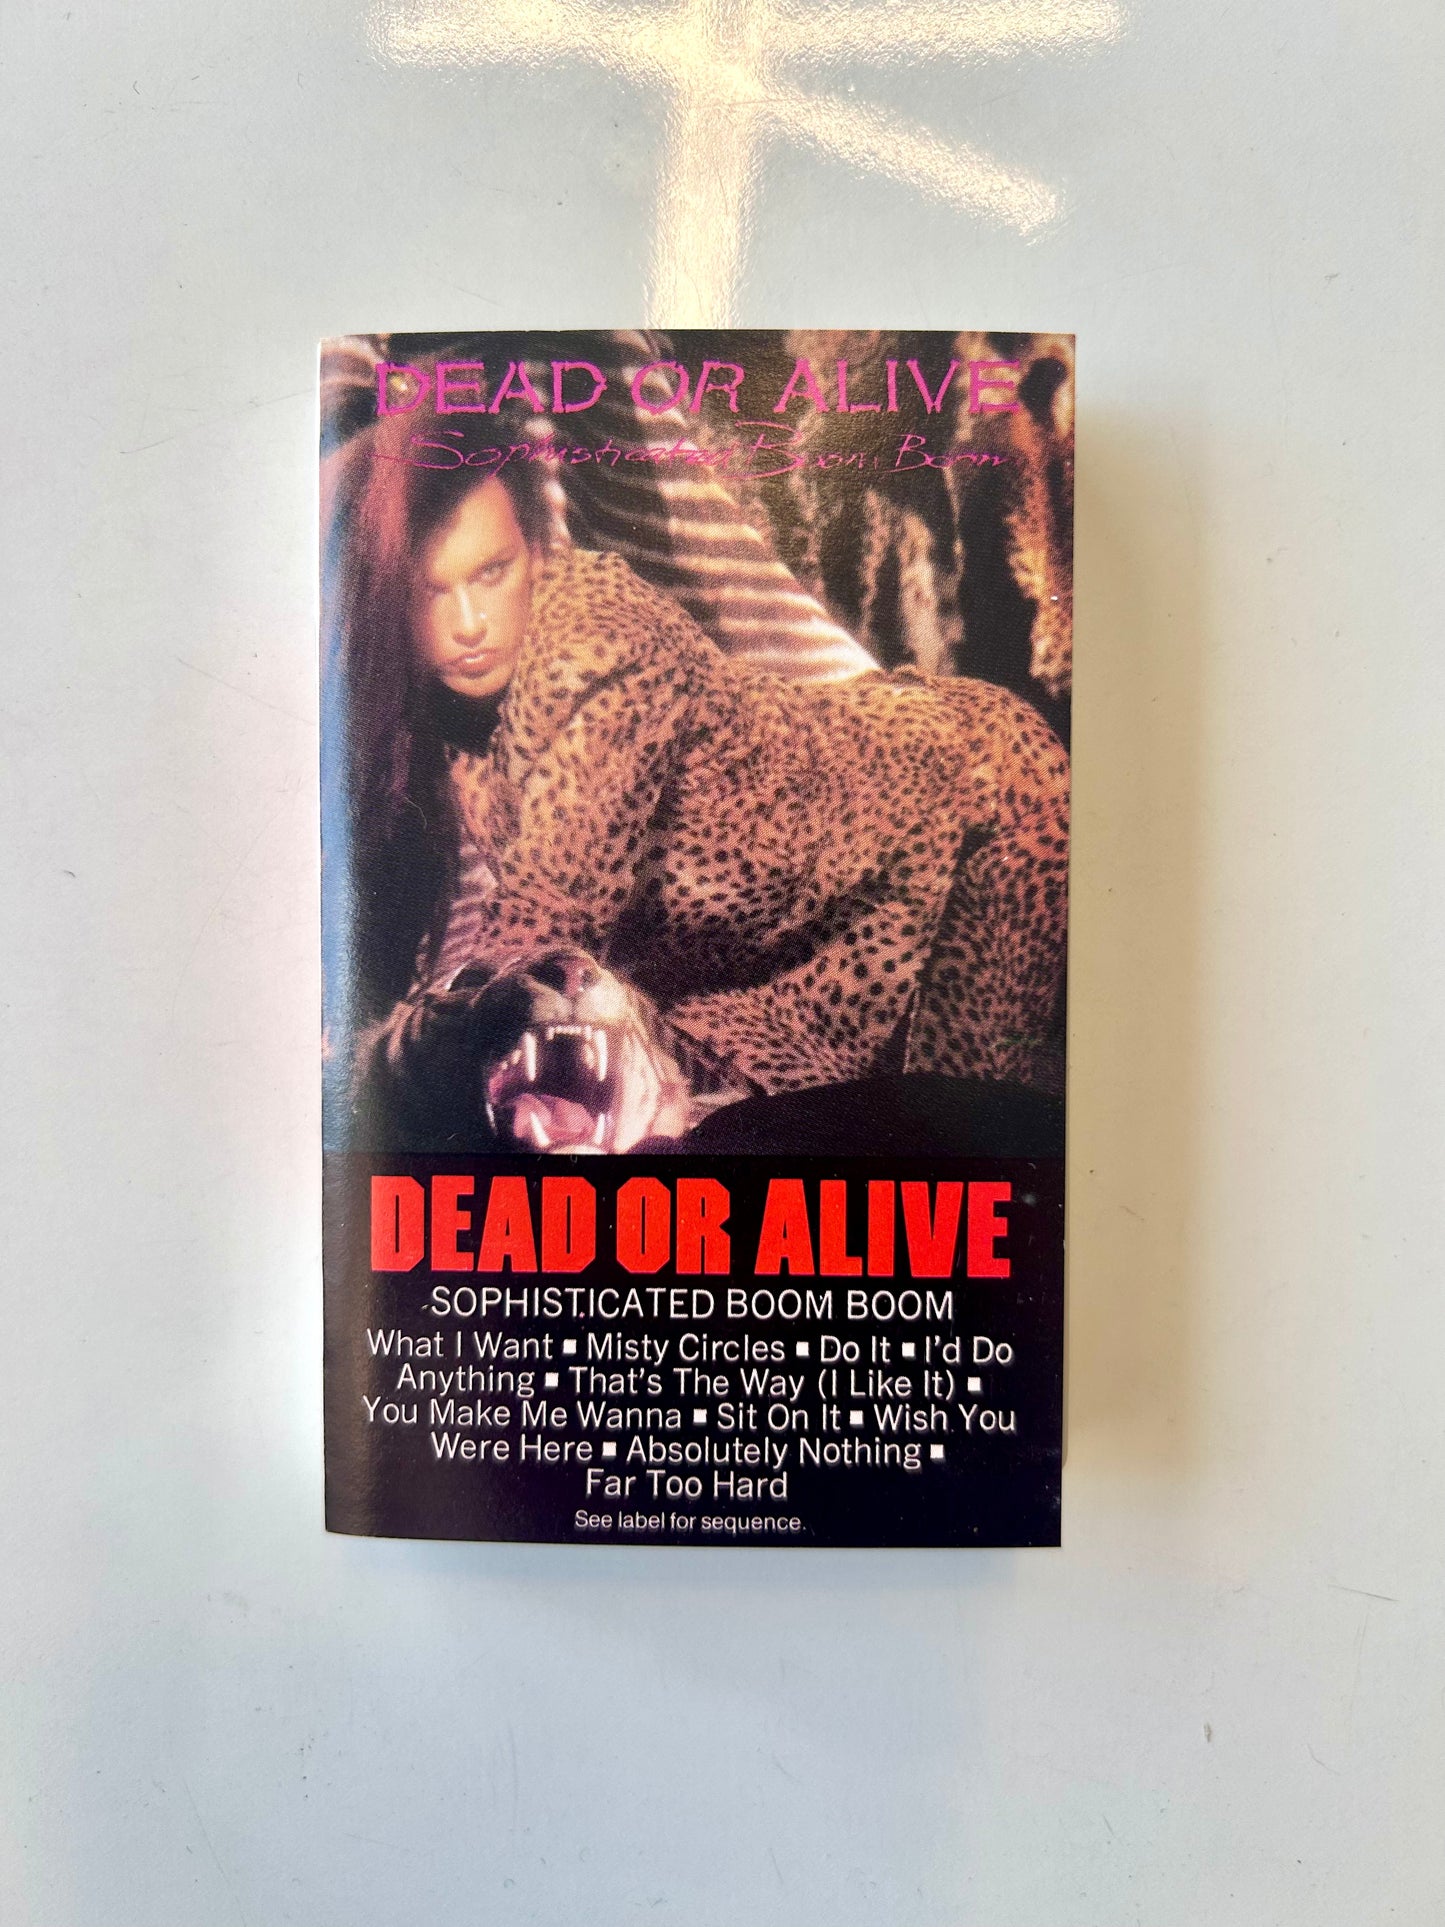 DEAD OR ALIVE
Sophisticated Boom Boom
DEAD OR ALIVE
SOPHISTICATED BOOM BOOM
What I Want ▪ Misty Circles ▪ Do It ▪ I'd Do
Anything ▪ That's The Way (I Like It) ▪
You Make Me Wanna ▪ Sit On It ▪ Wish You
Were Here ▪ Absolutely Nothing ▪
Far Too Hard
See label for sequence.